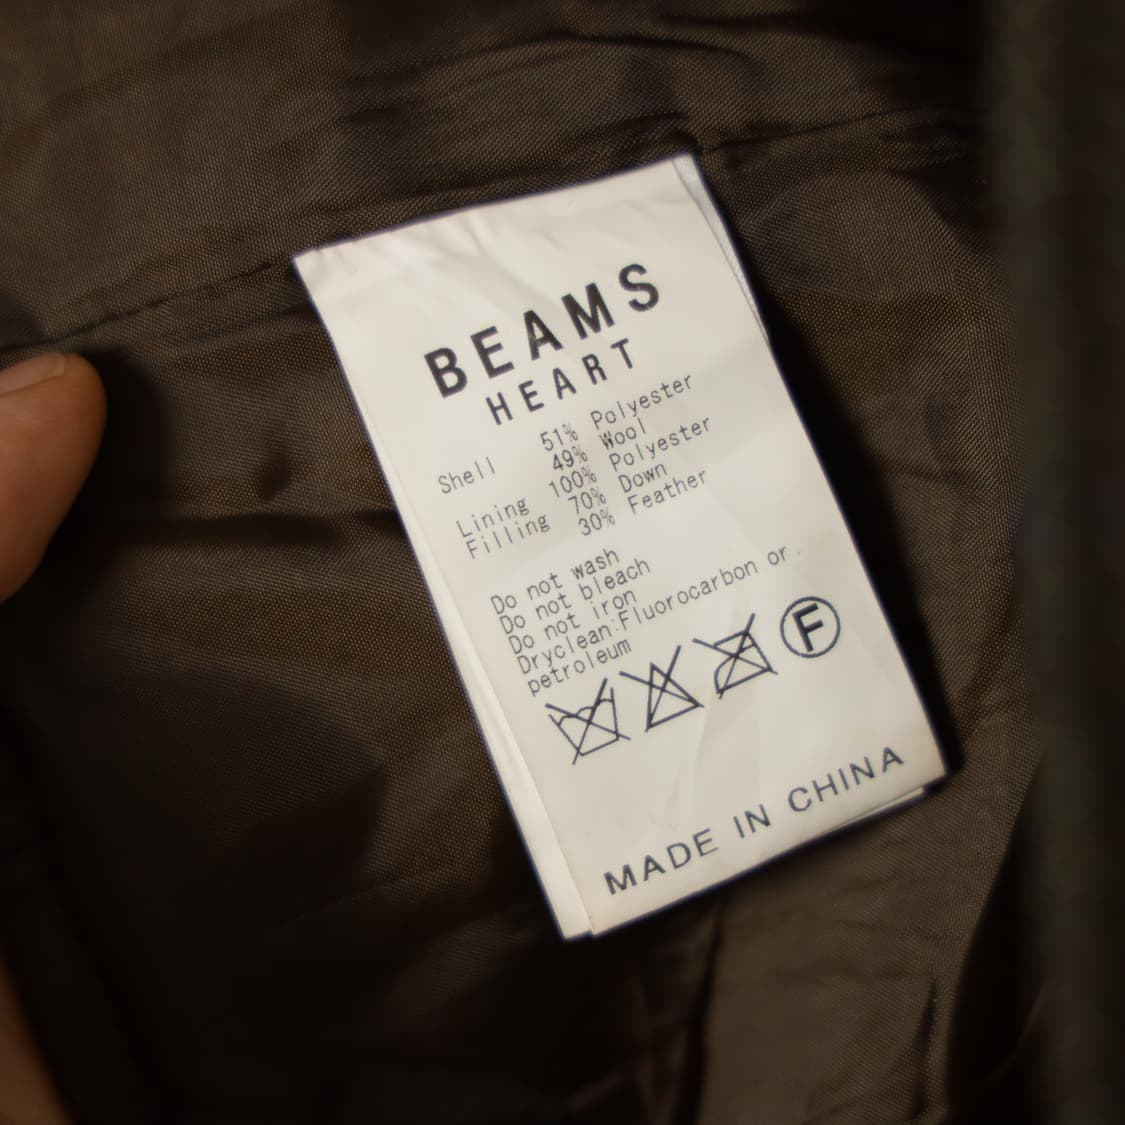 BEAMS
HEART
Shell 51% Polyester
49% Wool
Lining 100% Polyester
Filling 70% Down
30% Feather
Do not wash
Do not bleach
Do not iron
Dryclean:Fluorocarbon or
petroleum
F
MADE IN CHINA